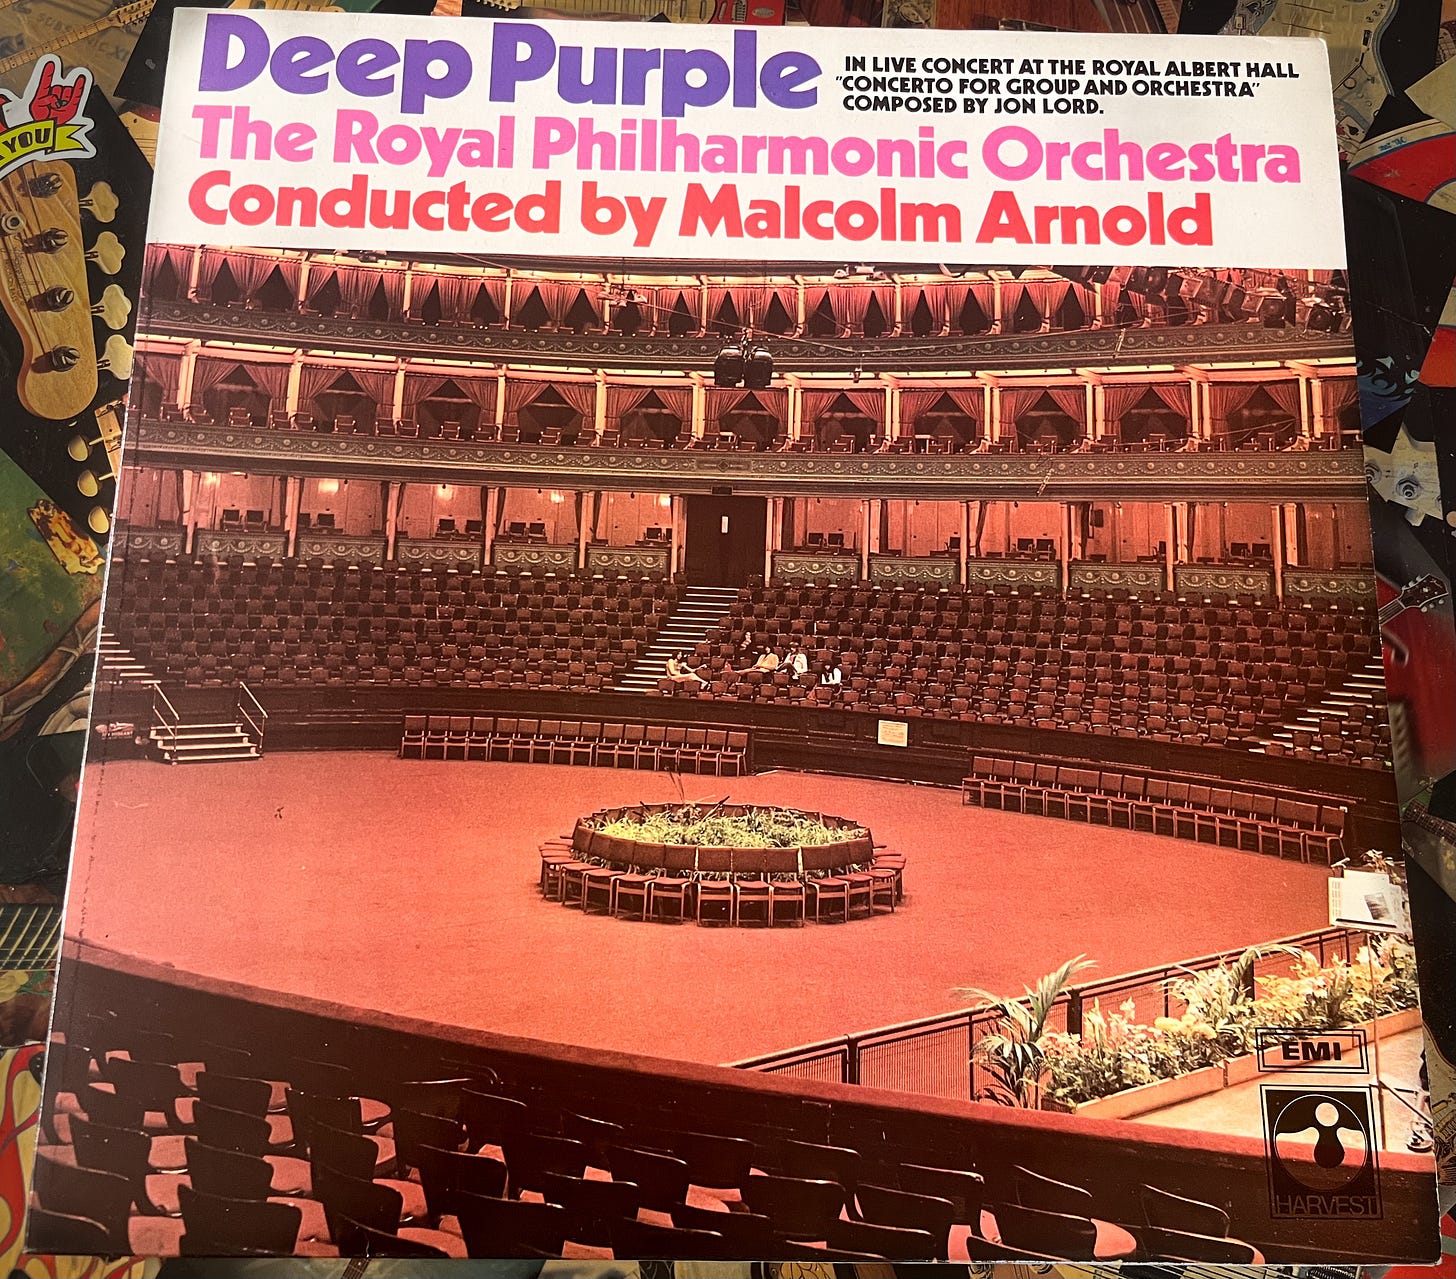 Deep Purple
IN LIVE CONCERT AT THE ROYAL ALBERT HALL
"CONCERTO FOR GROUP AND ORCHESTRA"
COMPOSED BY JON LORD.
The Royal Philharmonic Orchestra
Conducted by Malcolm Arnold
YOU
EMI
HARVEST